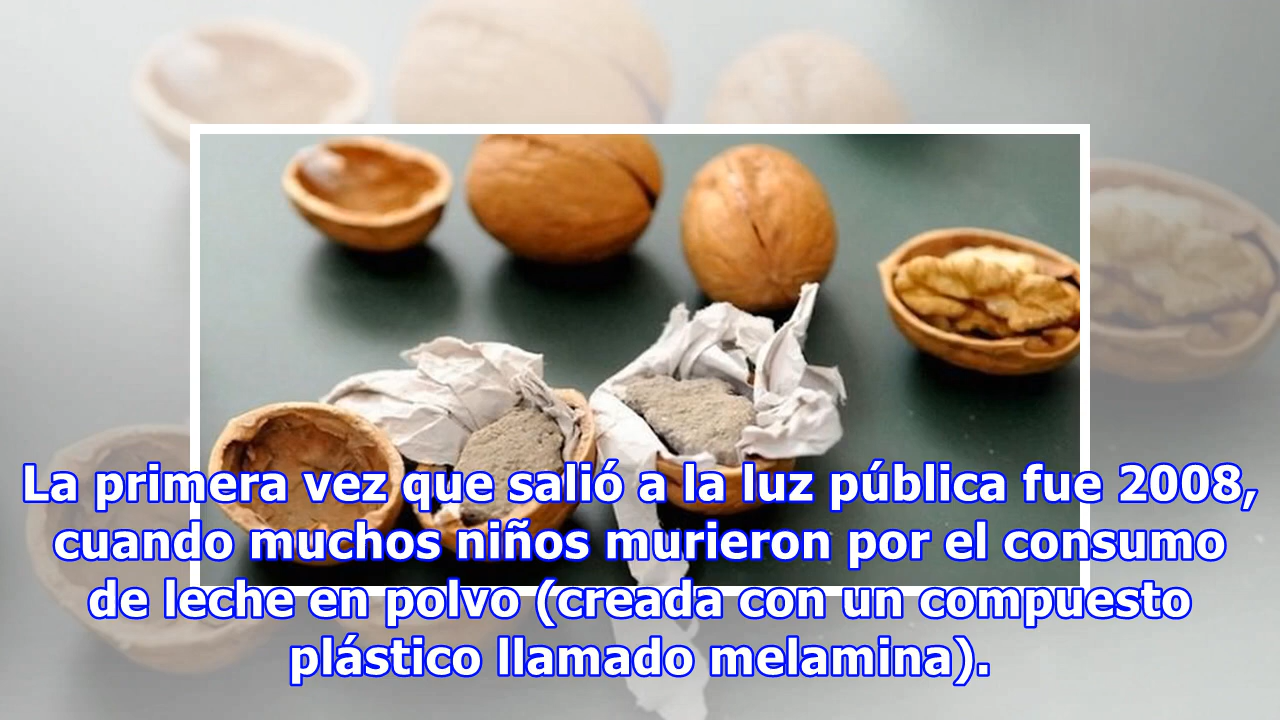 La primera vez que salió a la luz pública fue 2008,
cuando muchos niños murieron por el consumo
de leche en polvo (creada con un compuesto
plástico llamado melamina).